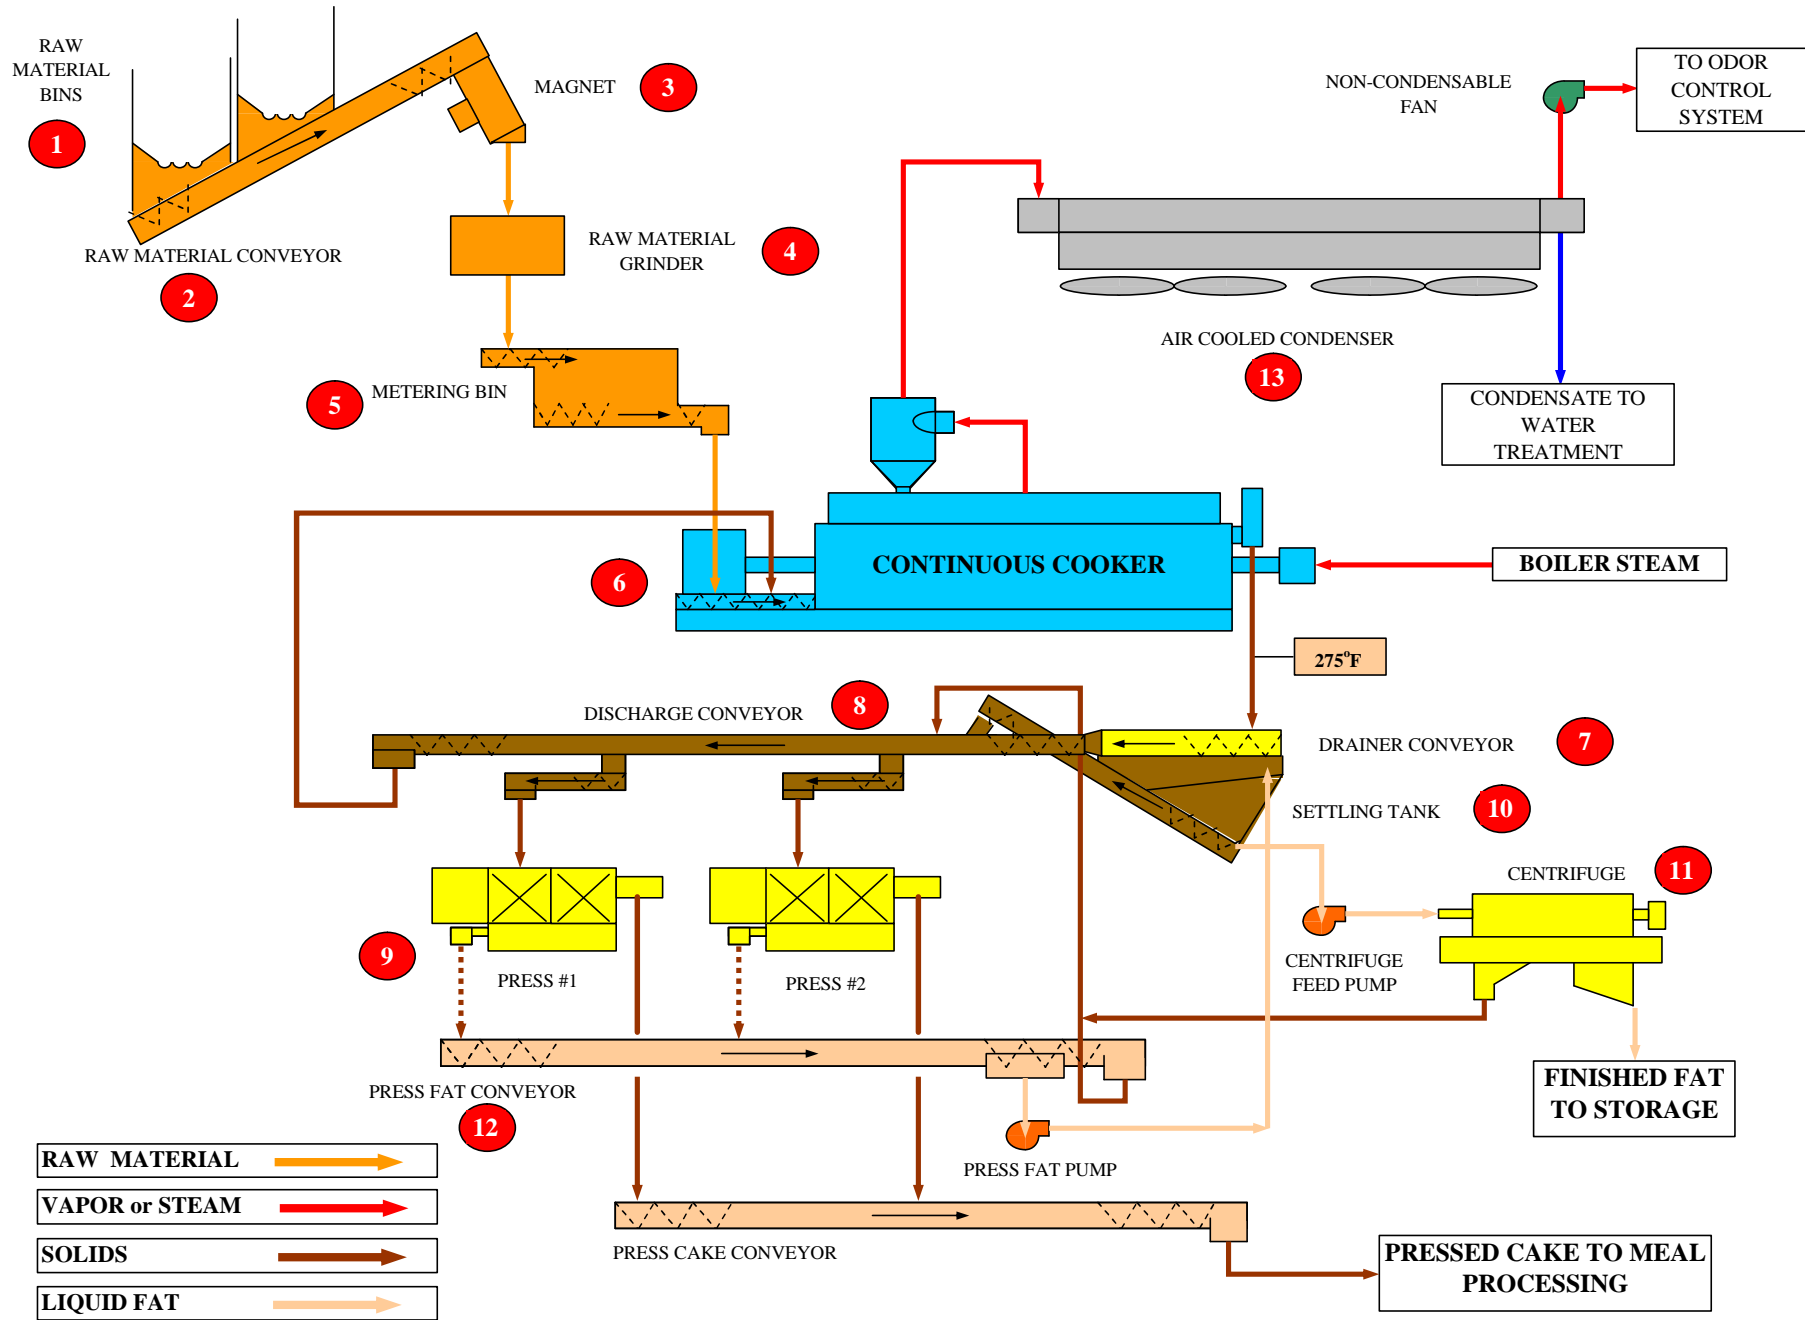 RAW
MATERIAL
BINS
1
RAW MATERIAL CONVEYOR
2
MAGNET
3
RAW MATERIAL
GRINDER
4
METERING BIN
5
NON-CONDENSABLE
FAN
TO ODOR
CONTROL
SYSTEM
AIR COOLED CONDENSER
13
CONDENSATE TO
WATER
TREATMENT
6
CONTINUOUS COOKER
BOILER STEAM
275°F
DISCHARGE CONVEYOR
8
DRAINER CONVEYOR
7
SETTLING TANK
10
CENTRIFUGE
11
CENTRIFUGE
FEED PUMP
9
PRESS #1
PRESS #2
PRESS FAT CONVEYOR
12
PRESS FAT PUMP
FINISHED FAT
TO STORAGE
PRESS CAKE CONVEYOR
PRESSED CAKE TO MEAL
PROCESSING
RAW MATERIAL
VAPOR or STEAM
SOLIDS
LIQUID FAT